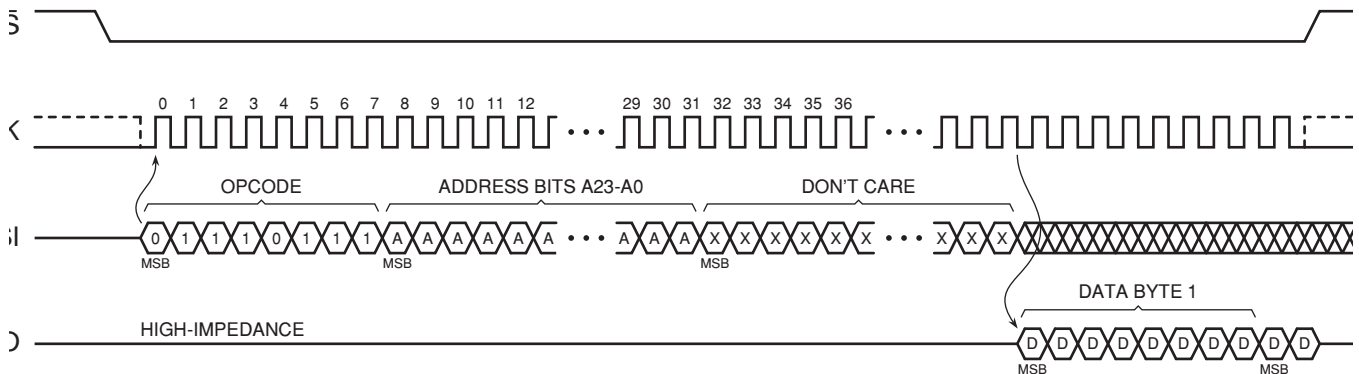 0 1 2 3 4 5 6 7 8 9 10 11 12 29 30 31 32 33 34 35 36
OPCODE ADDRESS BITS A23-A0 DON'T CARE
0 1 1 1 0 1 1 1 A A A A A A A A A X X X X X X X X X
MSB MSB MSB
DATA BYTE 1
HIGH-IMPEDANCE
D D D D D D D D D D
MSB MSB